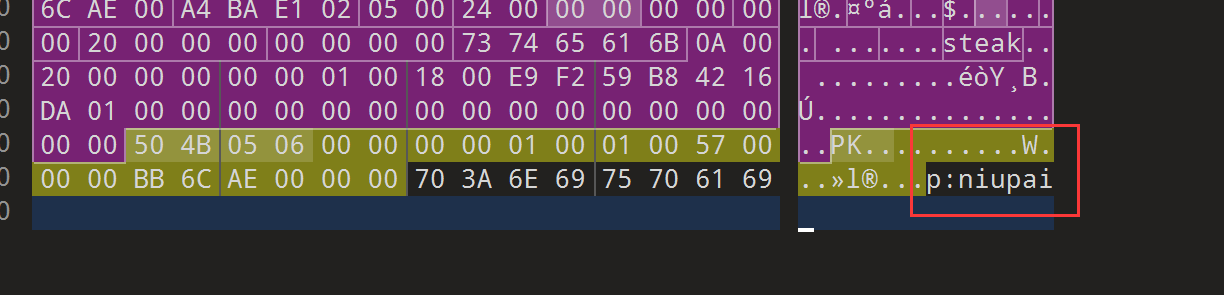 6C AE 00 A4 BA E1 02 05 00 24 00 00 00 00 00 00 l®.¤ºá...$......
00 20 00 00 00 00 00 00 00 73 74 65 61 6B 0A 00 . .......steak..
20 00 00 00 00 00 01 00 18 00 E9 F2 59 B8 42 16 .........éòY¸B.
DA 01 00 00 00 00 00 00 00 00 00 00 00 00 00 00 Ú...............
00 00 50 4B 05 06 00 00 00 00 01 00 01 00 57 00 ..PK..........W.
00 00 BB 6C AE 00 00 00 70 3A 6E 69 75 70 61 69 ..»l®...p:niupai